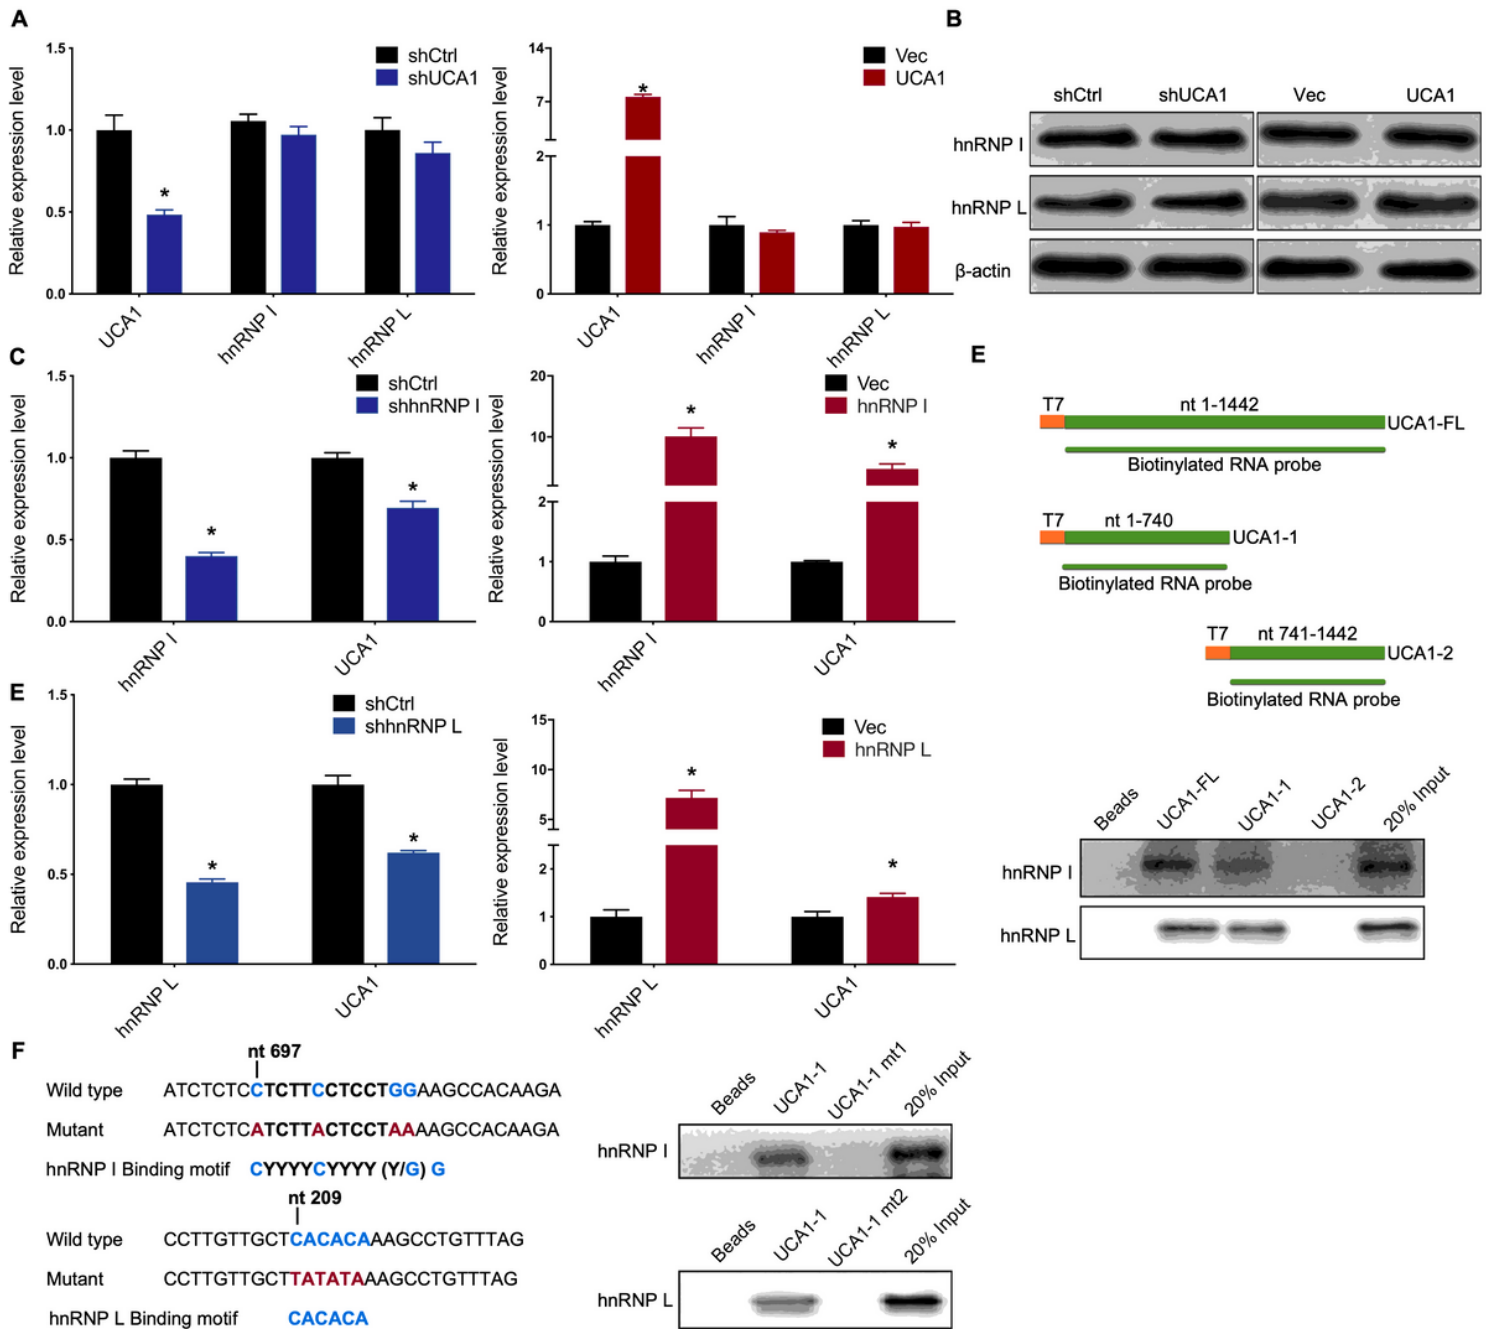 A
1.5
1.0
0.5
0.0
Relative expression level
shCtrl
shUCA1
*
UCA1
hnRNP I
hnRNP L
14
7
2
1
0
Relative expression level
Vec
UCA1
*
UCA1
hnRNP I
hnRNP L
B
shCtrl shUCA1 Vec UCA1
hnRNP I
hnRNP L
β-actin
C
1.5
1.0
0.5
0.0
Relative expression level
shCtrl
shhnRNP I
*
*
hnRNP I
UCA1
20
10
2
1
0
Relative expression level
Vec
hnRNP I
*
*
hnRNP I
UCA1
E
T7 nt 1-1442
UCA1-FL
Biotinylated RNA probe
T7 nt 1-740
UCA1-1
Biotinylated RNA probe
T7 nt 741-1442
UCA1-2
Biotinylated RNA probe
Beads UCA1-FL UCA1-1 UCA1-2 20% Input
hnRNP I
hnRNP L
E
1.5
1.0
0.5
0.0
Relative expression level
shCtrl
shhnRNP L
*
*
hnRNP L
UCA1
15
10
5
2
1
0
Relative expression level
Vec
hnRNP L
*
*
hnRNP L
UCA1
F
nt 697
Wild type ATCTCTCCTCTTCCTCCTGGAAGCCACAAGA
Mutant ATCTCTCATCTTACTCCTAAAAGCCACAAGA
hnRNP I Binding motif CYYYYCYYYY (Y/G) G
nt 209
Wild type CCTTGTTGCTCACACAAAGCCTGTTTAG
Mutant CCTTGTTGCTTATATAAAGCCTGTTTAG
hnRNP L Binding motif CACACA
Beads UCA1-1 UCA1-1 mt1 20% Input
hnRNP I
Beads UCA1-1 UCA1-1 mt2 20% Input
hnRNP L